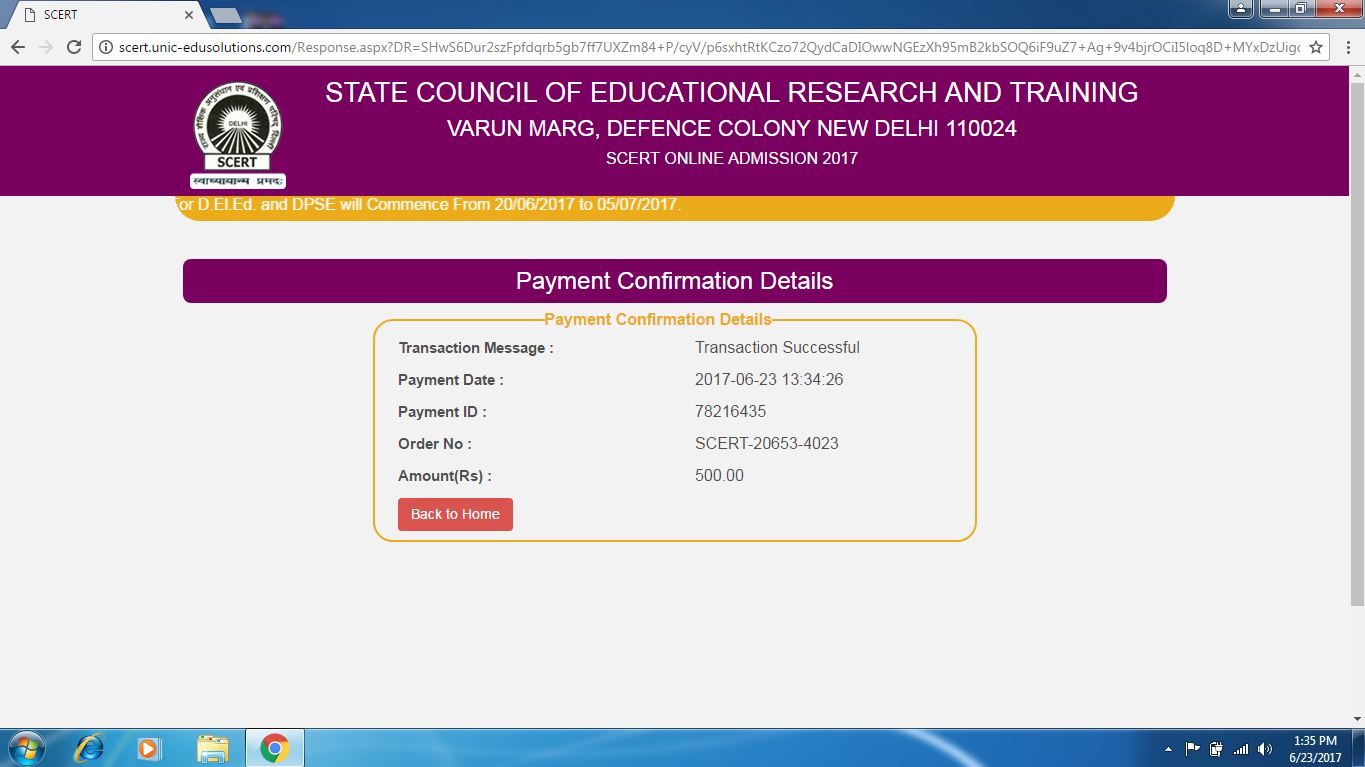 SCERT
scert.unic-edusolutions.com/Response.aspx?DR=SHwS6Dur2szFpfdqrb5gb7ff7UXZm84+P/cyV/p6sxhtRtKCzo72QydCaDIOwwNGEzXh95mB2kbSOQ6iF9uZ7+Ag+9v4bjrOCiI5loq8D+MYxDzUigc
STATE COUNCIL OF EDUCATIONAL RESEARCH AND TRAINING
VARUN MARG, DEFENCE COLONY NEW DELHI 110024
SCERT ONLINE ADMISSION 2017
DELHI
SCERT
For D.El.Ed. and DPSE will Commence From 20/06/2017 to 05/07/2017.
Payment Confirmation Details
Payment Confirmation Details
Transaction Message : Transaction Successful
Payment Date : 2017-06-23 13:34:26
Payment ID : 78216435
Order No : SCERT-20653-4023
Amount(Rs) : 500.00
Back to Home
1:35 PM
6/23/2017